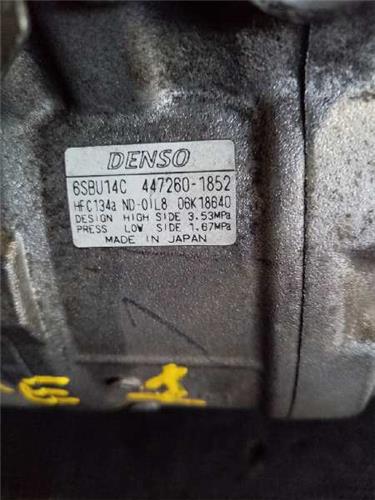 DENSO
6SBU14C 447260-1852
HFC134a ND-OIL8 06K18640
DESIGN HIGH SIDE 3.53MPa
PRESS LOW SIDE 1.67MPa
MADE IN JAPAN